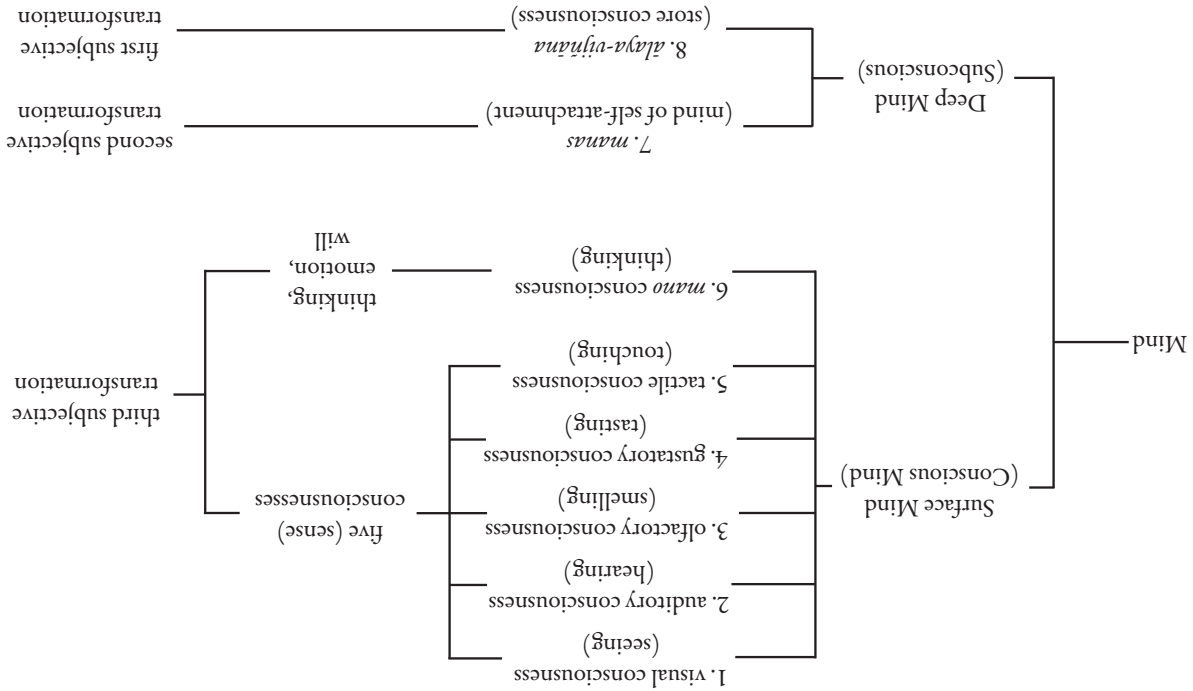 Mind
Surface Mind
(Conscious Mind)
1. visual consciousness
(seeing)
2. auditory consciousness
(hearing)
3. olfactory consciousness
(smelling)
4. gustatory consciousness
(tasting)
5. tactile consciousness
(touching)
five (sense)
consciousnesses
6. mano consciousness
(thinking)
thinking,
emotion,
will
third subjective
transformation
Deep Mind
(Subconscious)
7. manas
(mind of self-attachment)
second subjective
transformation
8. ālaya-vijñāna
(store consciousness)
first subjective
transformation